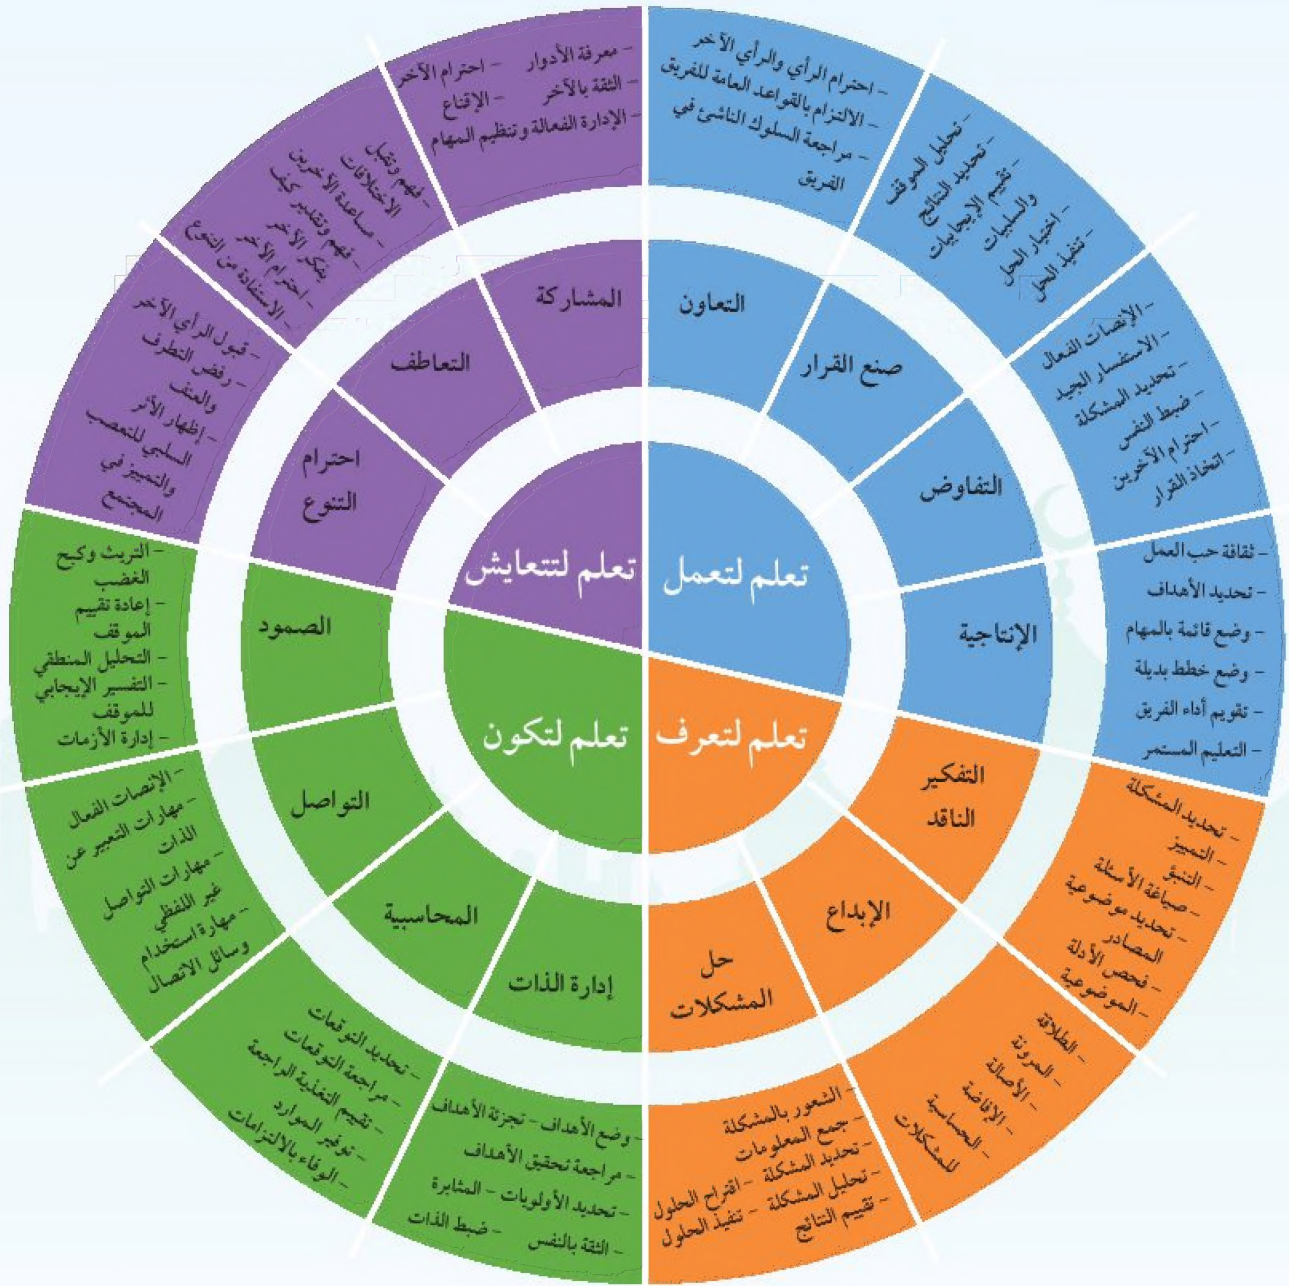 تعلم لتعمل
التعاون
- احترام الرأي والرأي الآخر
- الالتزام بالقواعد العامة للفريق
- مراجعة السلوك الناشئ في
الفريق
صنع القرار
- تحليل الموقف
- تحديد النتائج
- تقييم الإيجابيات
والسلبيات
- اختيار الحل
- تنفيذ الحل
التفاوض
- الإنصات الفعال
- الاستفسار الجيد
- تحديد المشكلة
- ضبط النفس
- احترام الآخرين
- اتخاذ القرار
الإنتاجية
- ثقافة حب العمل
- تحديد الأهداف
- وضع قائمة بالمهام
- وضع خطط بديلة
- تقويم أداء الفريق
- التعليم المستمر
تعلم لتعرف
التفكير
الناقد
- تحديد المشكلة
- التمييز
- التنبؤ
- صياغة الأسئلة
- تحديد موضوعية
المصادر
- فحص الأدلة
- الموضوعية
الإبداع
- الطلاقة
- المرونة
- الأصالة
- الإفاضة
- الحساسية
للمشكلات
حل
المشكلات
- الشعور بالمشكلة
- جمع المعلومات
- تحديد المشكلة - اقتراح الحلول
- تحليل المشكلة - تنفيذ الحلول
- تقييم النتائج
تعلم لتكون
إدارة الذات
- وضع الأهداف - تجزئة الأهداف
- مراجعة تحقيق الأهداف
- تحديد الأولويات - المثابرة
- الثقة بالنفس - ضبط الذات
المحاسبية
- تحديد التوقعات
- مراجعة التوقعات
- تقييم التغذية الراجعة
- توفير الموارد
- الوفاء بالالتزامات
التواصل
- الإنصات الفعال
- مهارات التعبير عن
الذات
- مهارات التواصل
غير اللفظي
- مهارة استخدام
وسائل الاتصال
الصمود
- التريث وكبح
الغضب
- إعادة تقييم
الموقف
- التحليل المنطقي
- التفسير الإيجابي
للموقف
- إدارة الأزمات
تعلم لتتعايش
احترام
التنوع
- قبول الرأي الآخر
- رفض التطرف
والعنف
- إظهار الأثر
السلبي للتعصب
والتمييز في
المجتمع
التعاطف
- فهم وتقبل
الاختلافات
- مساعدة الآخرين
- فهم وتقدير كيف
يفكر الآخر
- احترام الآخر
- الاستفادة من التنوع
المشاركة
- معرفة الأدوار - احترام الآخر
- الثقة بالآخر - الإقناع
- الإدارة الفعالة وتنظيم المهام